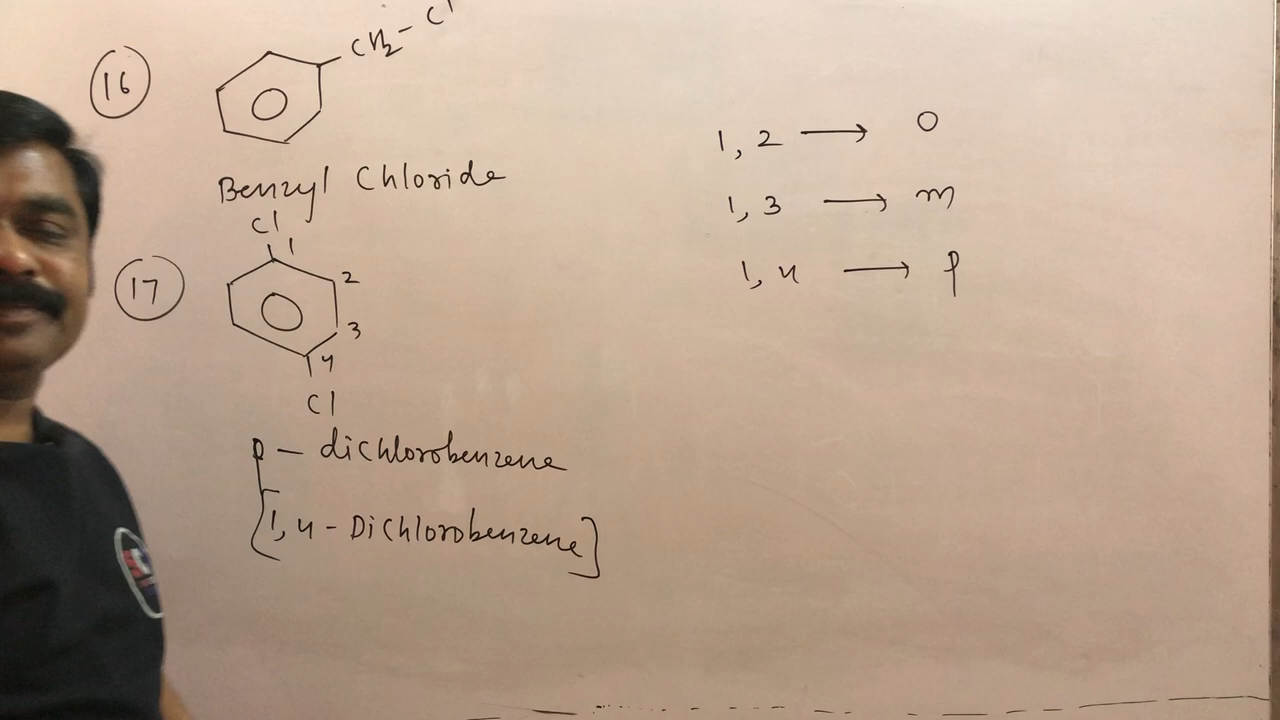 16
CH2-Cl
Benzyl Chloride
17
Cl
1
2
3
4
Cl
p - dichlorobenzene
[1,4-Dichlorobenzene]
1, 2 → o
1, 3 → m
1, 4 → p